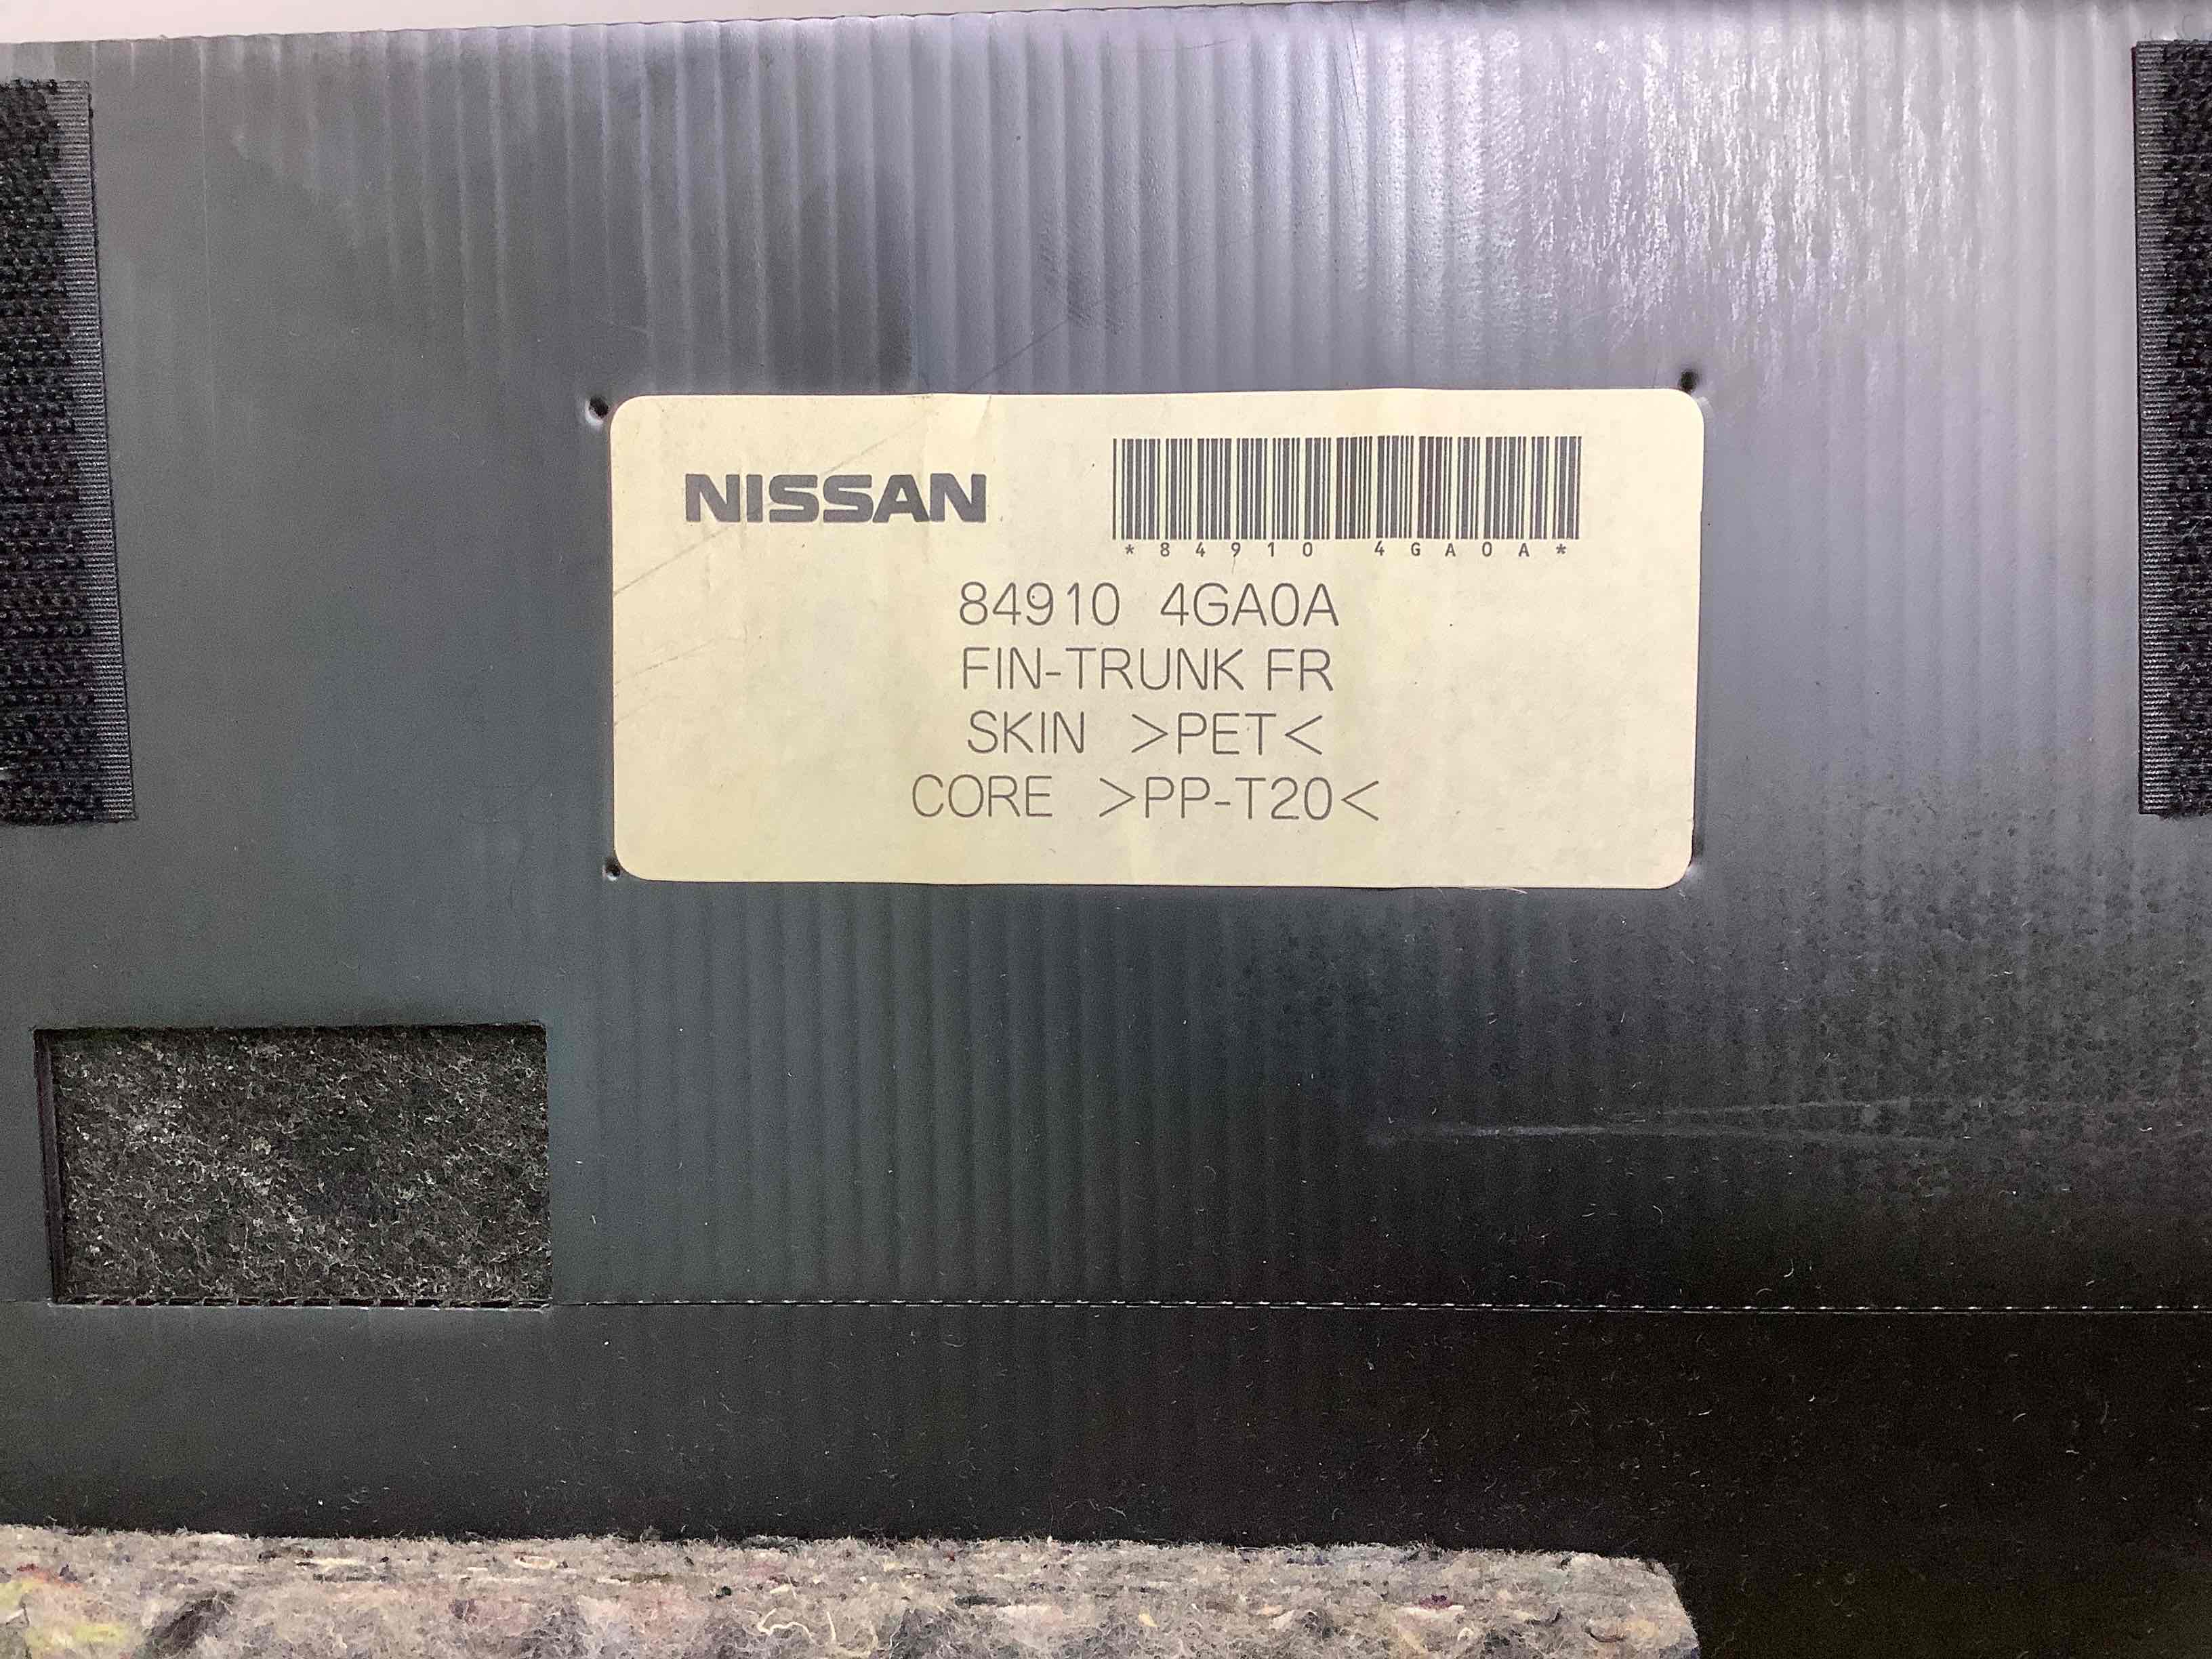 NISSAN
*84910 4GA0A*
84910 4GA0A
FIN-TRUNK FR
SKIN >PET<
CORE >PP-T20<